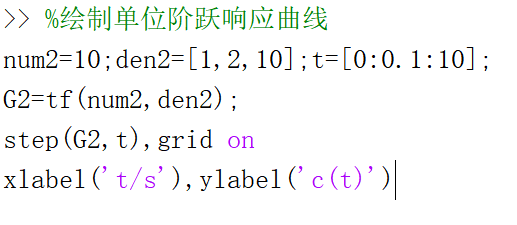 >> %绘制单位阶跃响应曲线
num2=10;den2=[1,2,10];t=[0:0.1:10];
G2=tf(num2,den2);
step(G2,t),grid on
xlabel('t/s'),ylabel('c(t)')